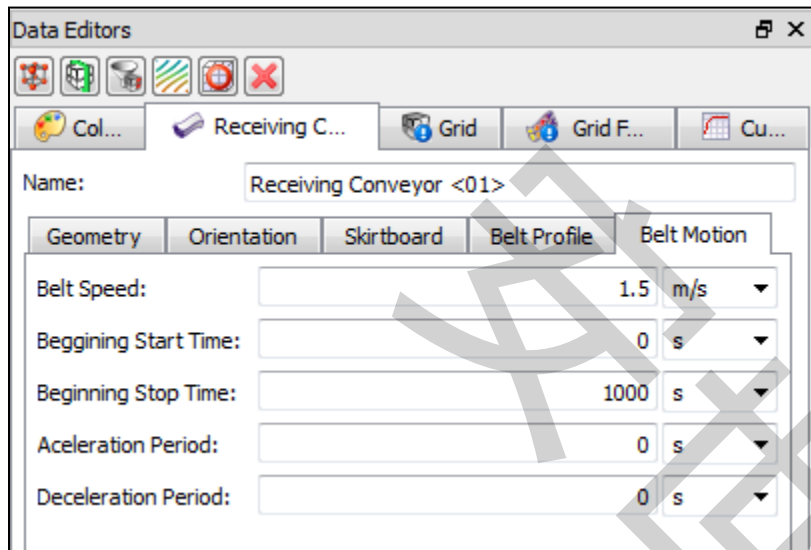 Data Editors
Col... Receiving C... Grid Grid F... Cu...
Name: Receiving Conveyor <01>
Geometry Orientation Skirtboard Belt Profile Belt Motion
Belt Speed: 1.5 m/s
Beggining Start Time: 0 s
Beginning Stop Time: 1000 s
Aceleration Period: 0 s
Deceleration Period: 0 s